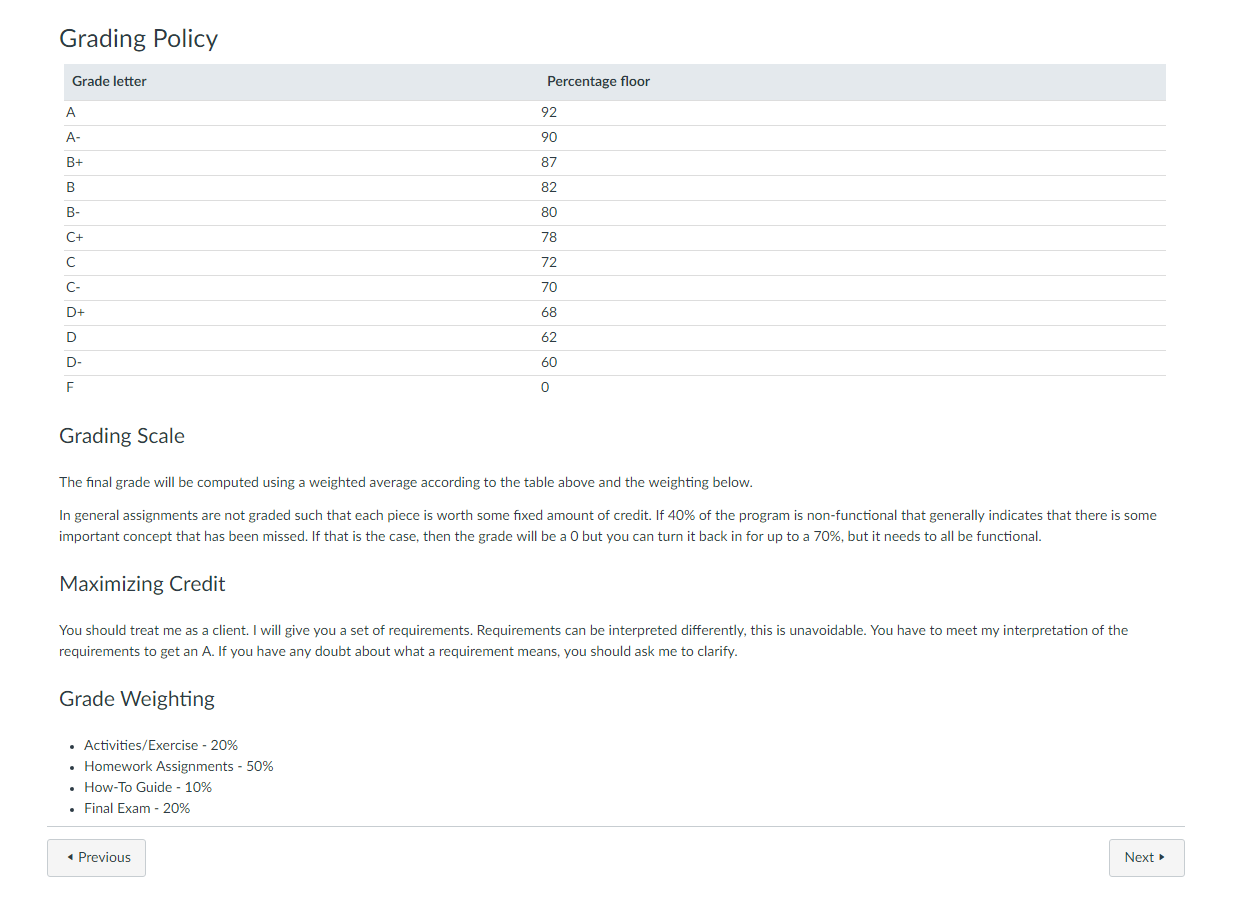 Grading Policy
Grade letter Percentage floor
A 92
A- 90
B+ 87
B 82
B- 80
C+ 78
C 72
C- 70
D+ 68
D 62
D- 60
F 0
Grading Scale
The final grade will be computed using a weighted average according to the table above and the weighting below.
In general assignments are not graded such that each piece is worth some fixed amount of credit. If 40% of the program is non-functional that generally indicates that there is some
important concept that has been missed. If that is the case, then the grade will be a 0 but you can turn it back in for up to a 70%, but it needs to all be functional.
Maximizing Credit
You should treat me as a client. I will give you a set of requirements. Requirements can be interpreted differently, this is unavoidable. You have to meet my interpretation of the
requirements to get an A. If you have any doubt about what a requirement means, you should ask me to clarify.
Grade Weighting
• Activities/Exercise - 20%
• Homework Assignments - 50%
• How-To Guide - 10%
• Final Exam - 20%
◂ Previous Next ▸